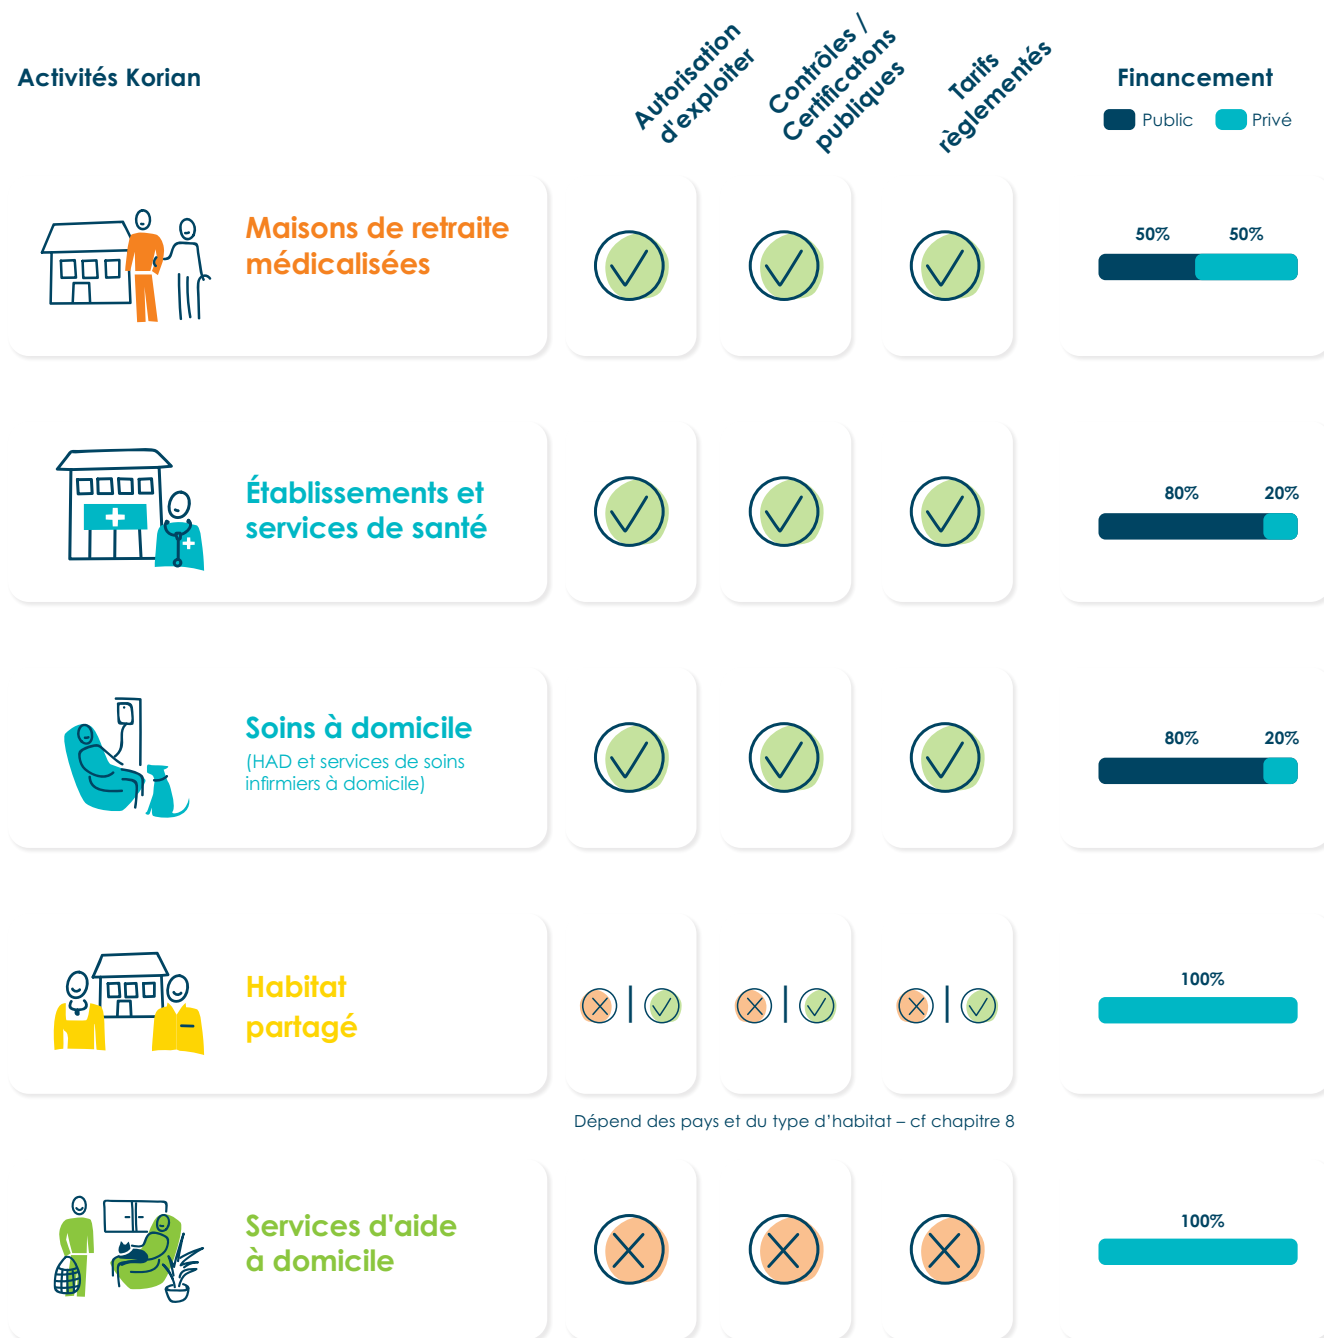 Activités Korian
Autorisation
d'exploiter
Contrôles /
Certificatons
publiques
Tarifs
règlementés
Financement
Public
Privé
Maisons de retraite
médicalisées
50%
50%
Établissements et
services de santé
80%
20%
Soins à domicile
(HAD et services de soins
infirmiers à domicile)
80%
20%
Habitat
partagé
100%
Dépend des pays et du type d’habitat – cf chapitre 8
Services d'aide
à domicile
100%